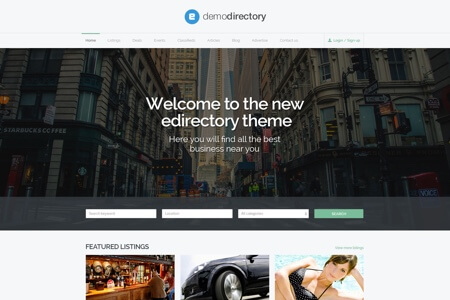 e demodirectory
Home Listings Deals Events Classifieds Articles Blog Advertise Contact us Login / Sign up
Welcome to the new
edirectory theme
Here you will find all the best
business near you
STARBUCKS COFFEE
Search keyword Location All categories SEARCH
FEATURED LISTINGS
View more listings